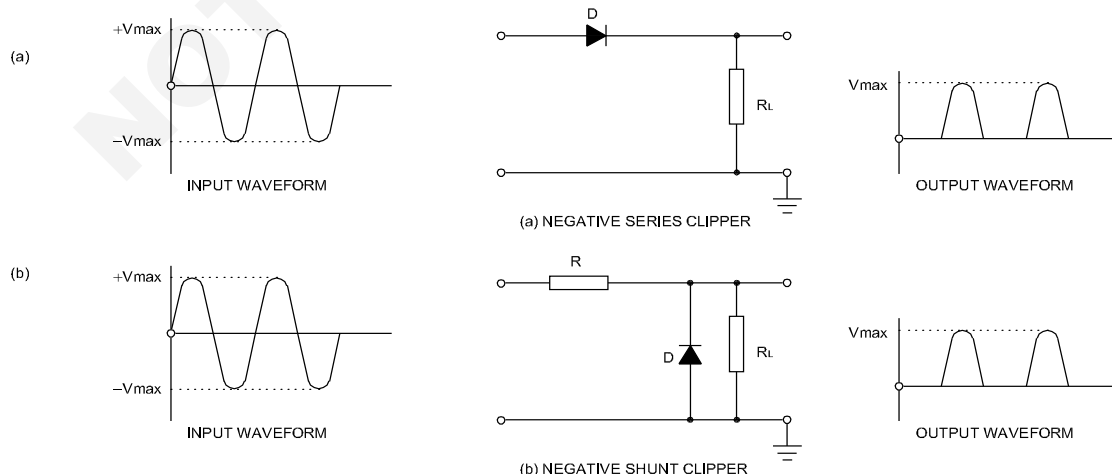 NOT
(a)
+Vmax
–Vmax
INPUT WAVEFORM
D
RL
(a) NEGATIVE SERIES CLIPPER
Vmax
OUTPUT WAVEFORM
(b)
+Vmax
–Vmax
INPUT WAVEFORM
R
D
RL
(b) NEGATIVE SHUNT CLIPPER
Vmax
OUTPUT WAVEFORM